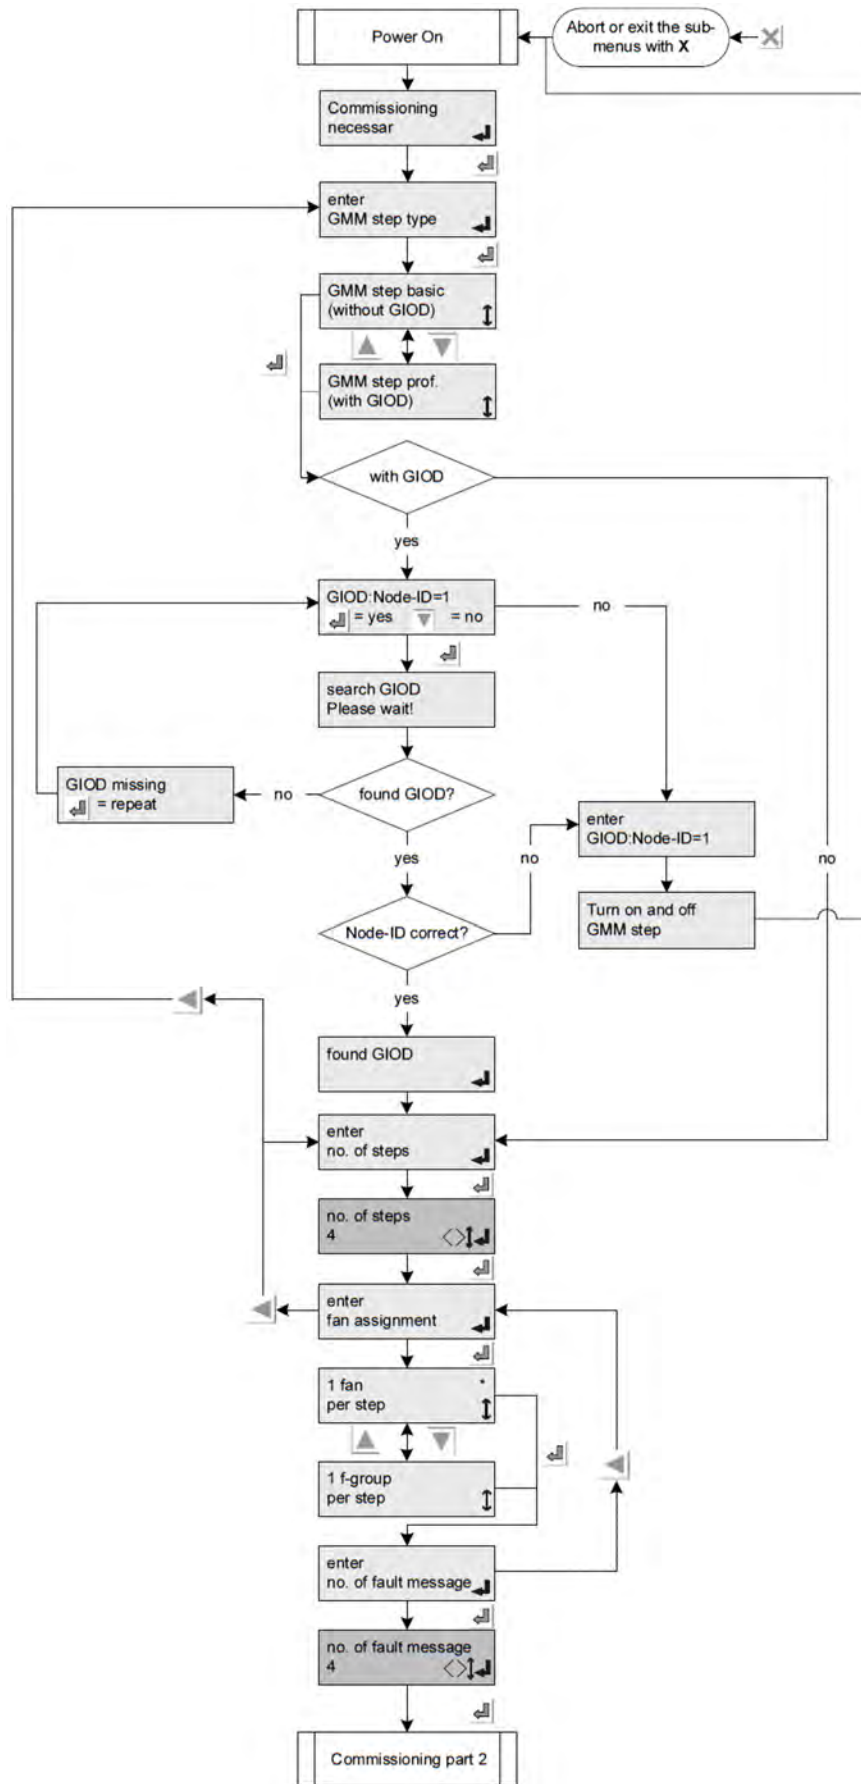 Power On
Abort or exit the sub-
menus with X
Commissioning
necessar
enter
GMM step type
GMM step basic
(without GIOD)
GMM step prof.
(with GIOD)
with GIOD
yes
GIOD:Node-ID=1
= yes = no
no
search GIOD
Please wait!
GIOD missing
= repeat
no
found GIOD?
enter
GIOD:Node-ID=1
yes
no
no
Node-ID correct?
Turn on and off
GMM step
yes
found GIOD
enter
no. of steps
no. of steps
4
enter
fan assignment
1 fan *
per step
1 f-group
per step
enter
no. of fault message
no. of fault message
4
Commissioning part 2